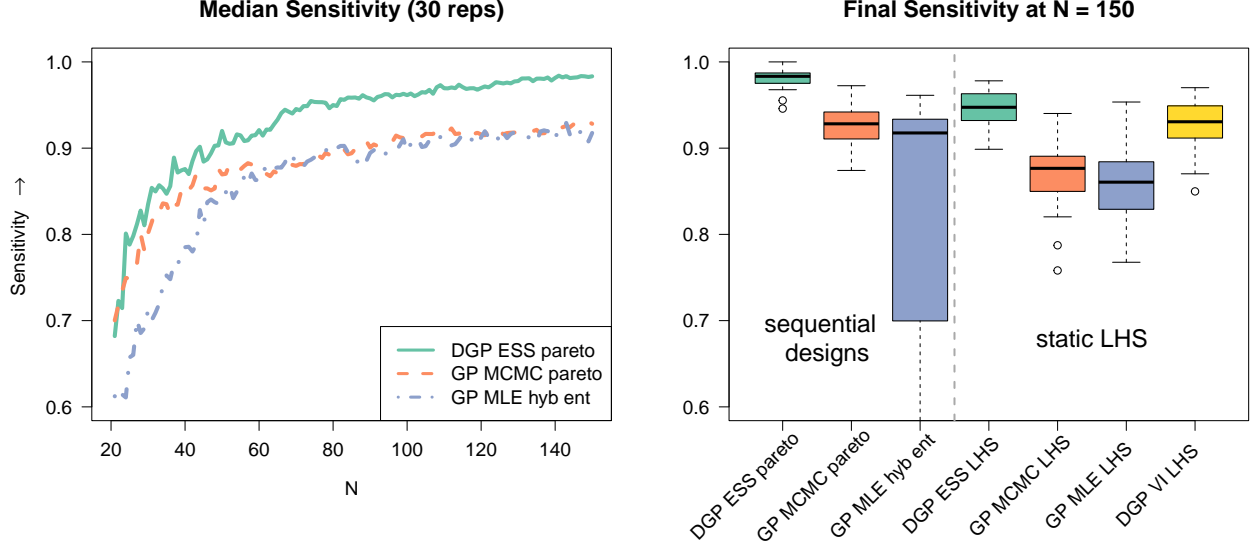 Median Sensitivity (30 reps)
Sensitivity →
1.0
0.9
0.8
0.7
0.6
20 40 60 80 100 120 140
N
DGP ESS pareto
GP MCMC pareto
GP MLE hyb ent
Final Sensitivity at N = 150
1.0
0.9
0.8
0.7
0.6
sequential
designs
static LHS
DGP ESS pareto
GP MCMC pareto
GP MLE hyb ent
DGP ESS LHS
GP MCMC LHS
GP MLE LHS
DGP VI LHS